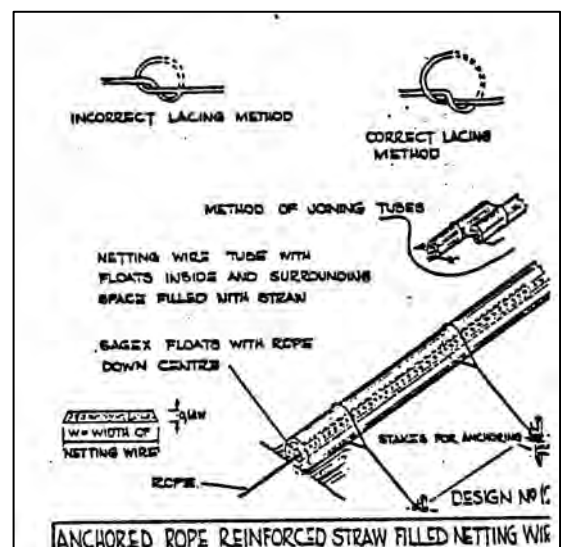 INCORRECT LACING METHOD
CORRECT LACING
METHOD
METHOD OF JOINING TUBES
NETTING WIRE TUBE WITH
FLOATS INSIDE AND SURROUNDING
SPACE FILLED WITH STRAW
SAGEX FLOATS WITH ROPE
DOWN CENTRE
W = WIDTH OF
NETTING WIRE
ROPE
STAKES FOR ANCHORING
DESIGN NO
ANCHORED ROPE REINFORCED STRAW FILLED NETTING